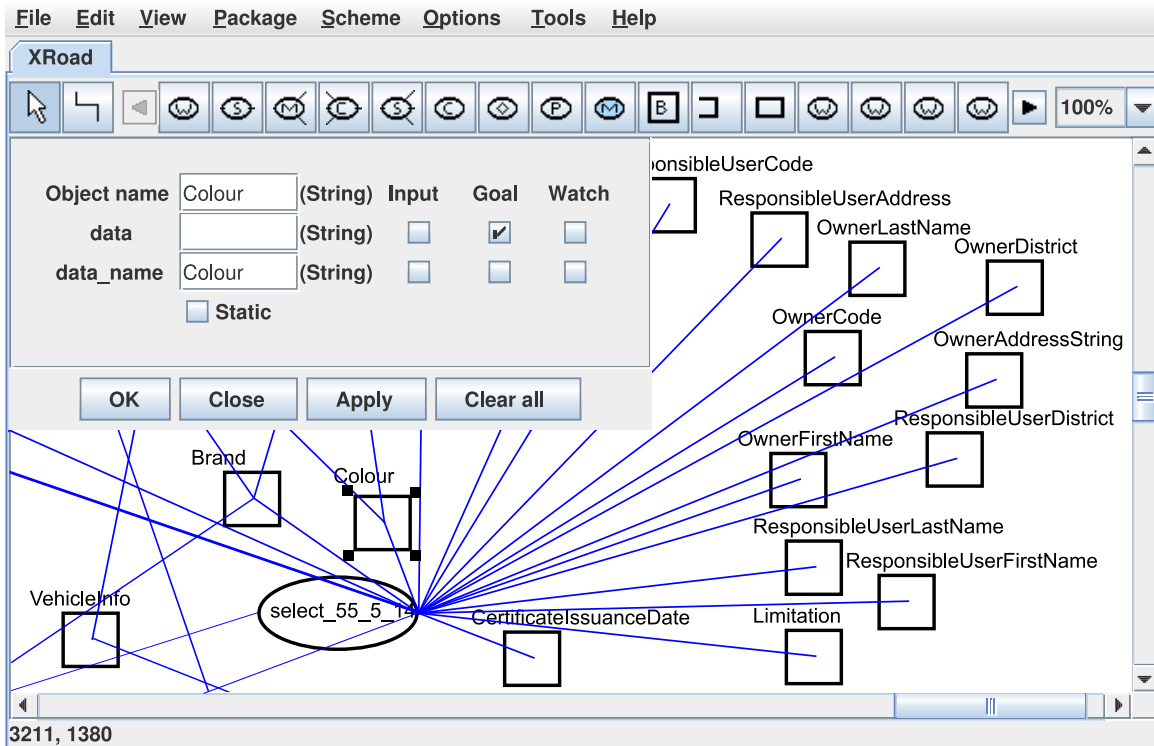 File Edit View Package Scheme Options Tools Help
XRoad
W S M C S C P M B W W W W 100%
Object name Colour (String) Input Goal Watch
data (String)
data_name Colour (String)
Static
OK Close Apply Clear all
ponsibleUserCode
ResponsibleUserAddress
OwnerLastName
OwnerDistrict
OwnerCode
OwnerAddressString
ResponsibleUserDistrict
OwnerFirstName
Brand
Colour
ResponsibleUserLastName
ResponsibleUserFirstName
VehicleInfo
select_55_5_14
CertificateIssuanceDate
Limitation
3211, 1380